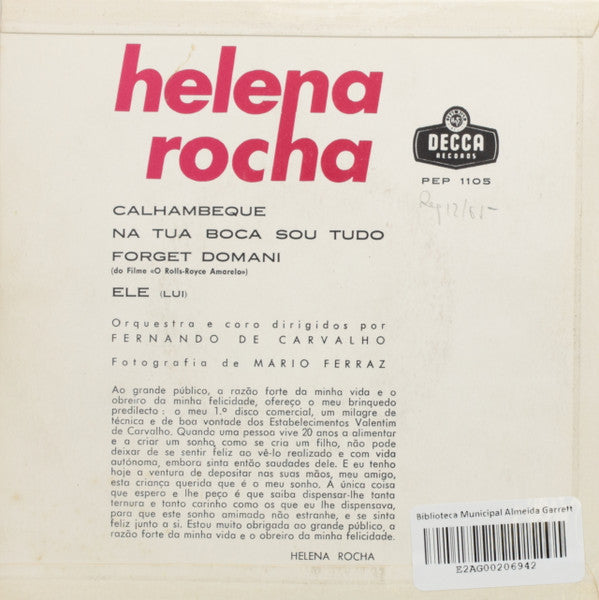 helena
rocha
DECCA
RECORDS
PEP 1105
CALHAMBEQUE
NA TUA BOCA SOU TUDO
FORGET DOMANI
(do Filme «O Rolls-Royce Amarelo»)
ELE (LUI)
Orquestra e coro dirigidos por
FERNANDO DE CARVALHO
Fotografia de MÁRIO FERRAZ
Ao grande público, a razão forte da minha vida e o
obreiro da minha felicidade, ofereço o meu brinquedo
predilecto: o meu 1.º disco comercial, um milagre de
técnica e de boa vontade dos Estabelecimentos Valentim
de Carvalho. Quando uma pessoa vive 20 anos a alimentar
e a criar um sonho, como se cria um filho, não pode
deixar de se sentir feliz ao vê-lo realizado e com vida
autónoma, embora sinta então saudades dele. E eu tenho
hoje a ventura de depositar nas suas mãos, meu amigo,
esta criança querida que é o meu sonho. A única coisa
que espero e lhe peço é que saiba dispensar-lhe tanta
ternura e tanto carinho como os que eu lhe dispensava,
para que este sonho amimado não estranhe, e se sinta
feliz junto a si. Estou muito obrigada ao grande público, a
razão forte da minha vida e o obreiro da minha felicidade.
HELENA ROCHA
Biblioteca Municipal Almeida Garrett
E2AG00206942